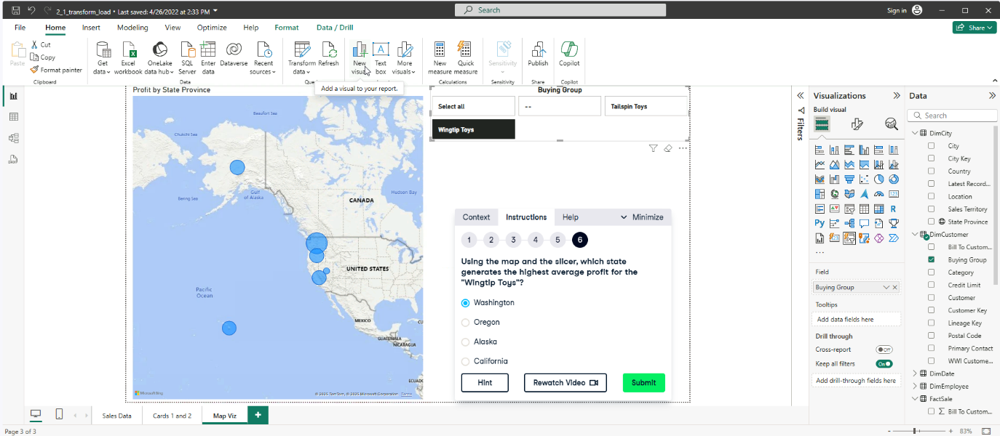 2_1_transform_load • Last saved: 4/26/2022 at 2:33 PM
Search
Sign in
File Home Insert Modeling View Optimize Help Format Data / Drill
Share
Paste
Cut
Copy
Format painter
Clipboard
Get data
Excel workbook
OneLake data hub
SQL Server
Enter data
Dataverse
Recent sources
Data
Transform data
Refresh
New visual
Text box
More visuals
New measure
Quick measure
Calculations
Sensitivity
Sensitivity
Publish
Share
Copilot
Copilot
Add a visual to your report.
Profit by State Province
Beaufort Sea
Chukchi Sea
Bering Sea
Gulf of Alaska
Hudson Bay
CANADA
UNITED STATES
Pacific Ocean
MEXICO
GUATEMALA
NICARAGUA
Microsoft Bing
© 2025 TomTom, © 2025 Microsoft Corporation Terms
Buying Group
Select all
--
Tailspin Toys
Wingtip Toys
Context Instructions Help Minimize
1 2 3 4 5 6
Using the map and the slicer, which state
generates the highest average profit for the
"Wingtip Toys"?
Washington
Oregon
Alaska
California
Hint Rewatch Video Submit
Filters
Visualizations
Build visual
123
R
Py
...
Field
Buying Group
Tooltips
Add data fields here
Drill through
Cross-report Off
Keep all filters On
Add drill-through fields here
Data
Search
DimCity
City
City Key
Country
Latest Record...
Location
Sales Territory
State Province
DimCustomer
Bill To Custom...
Buying Group
Category
Credit Limit
Customer
Customer Key
Lineage Key
Postal Code
Primary Contact
WWI Custome...
DimDate
DimEmployee
FactSale
Bill To Custom...
Sales Data Cards 1 and 2 Map Viz +
Page 3 of 3
- + 83%